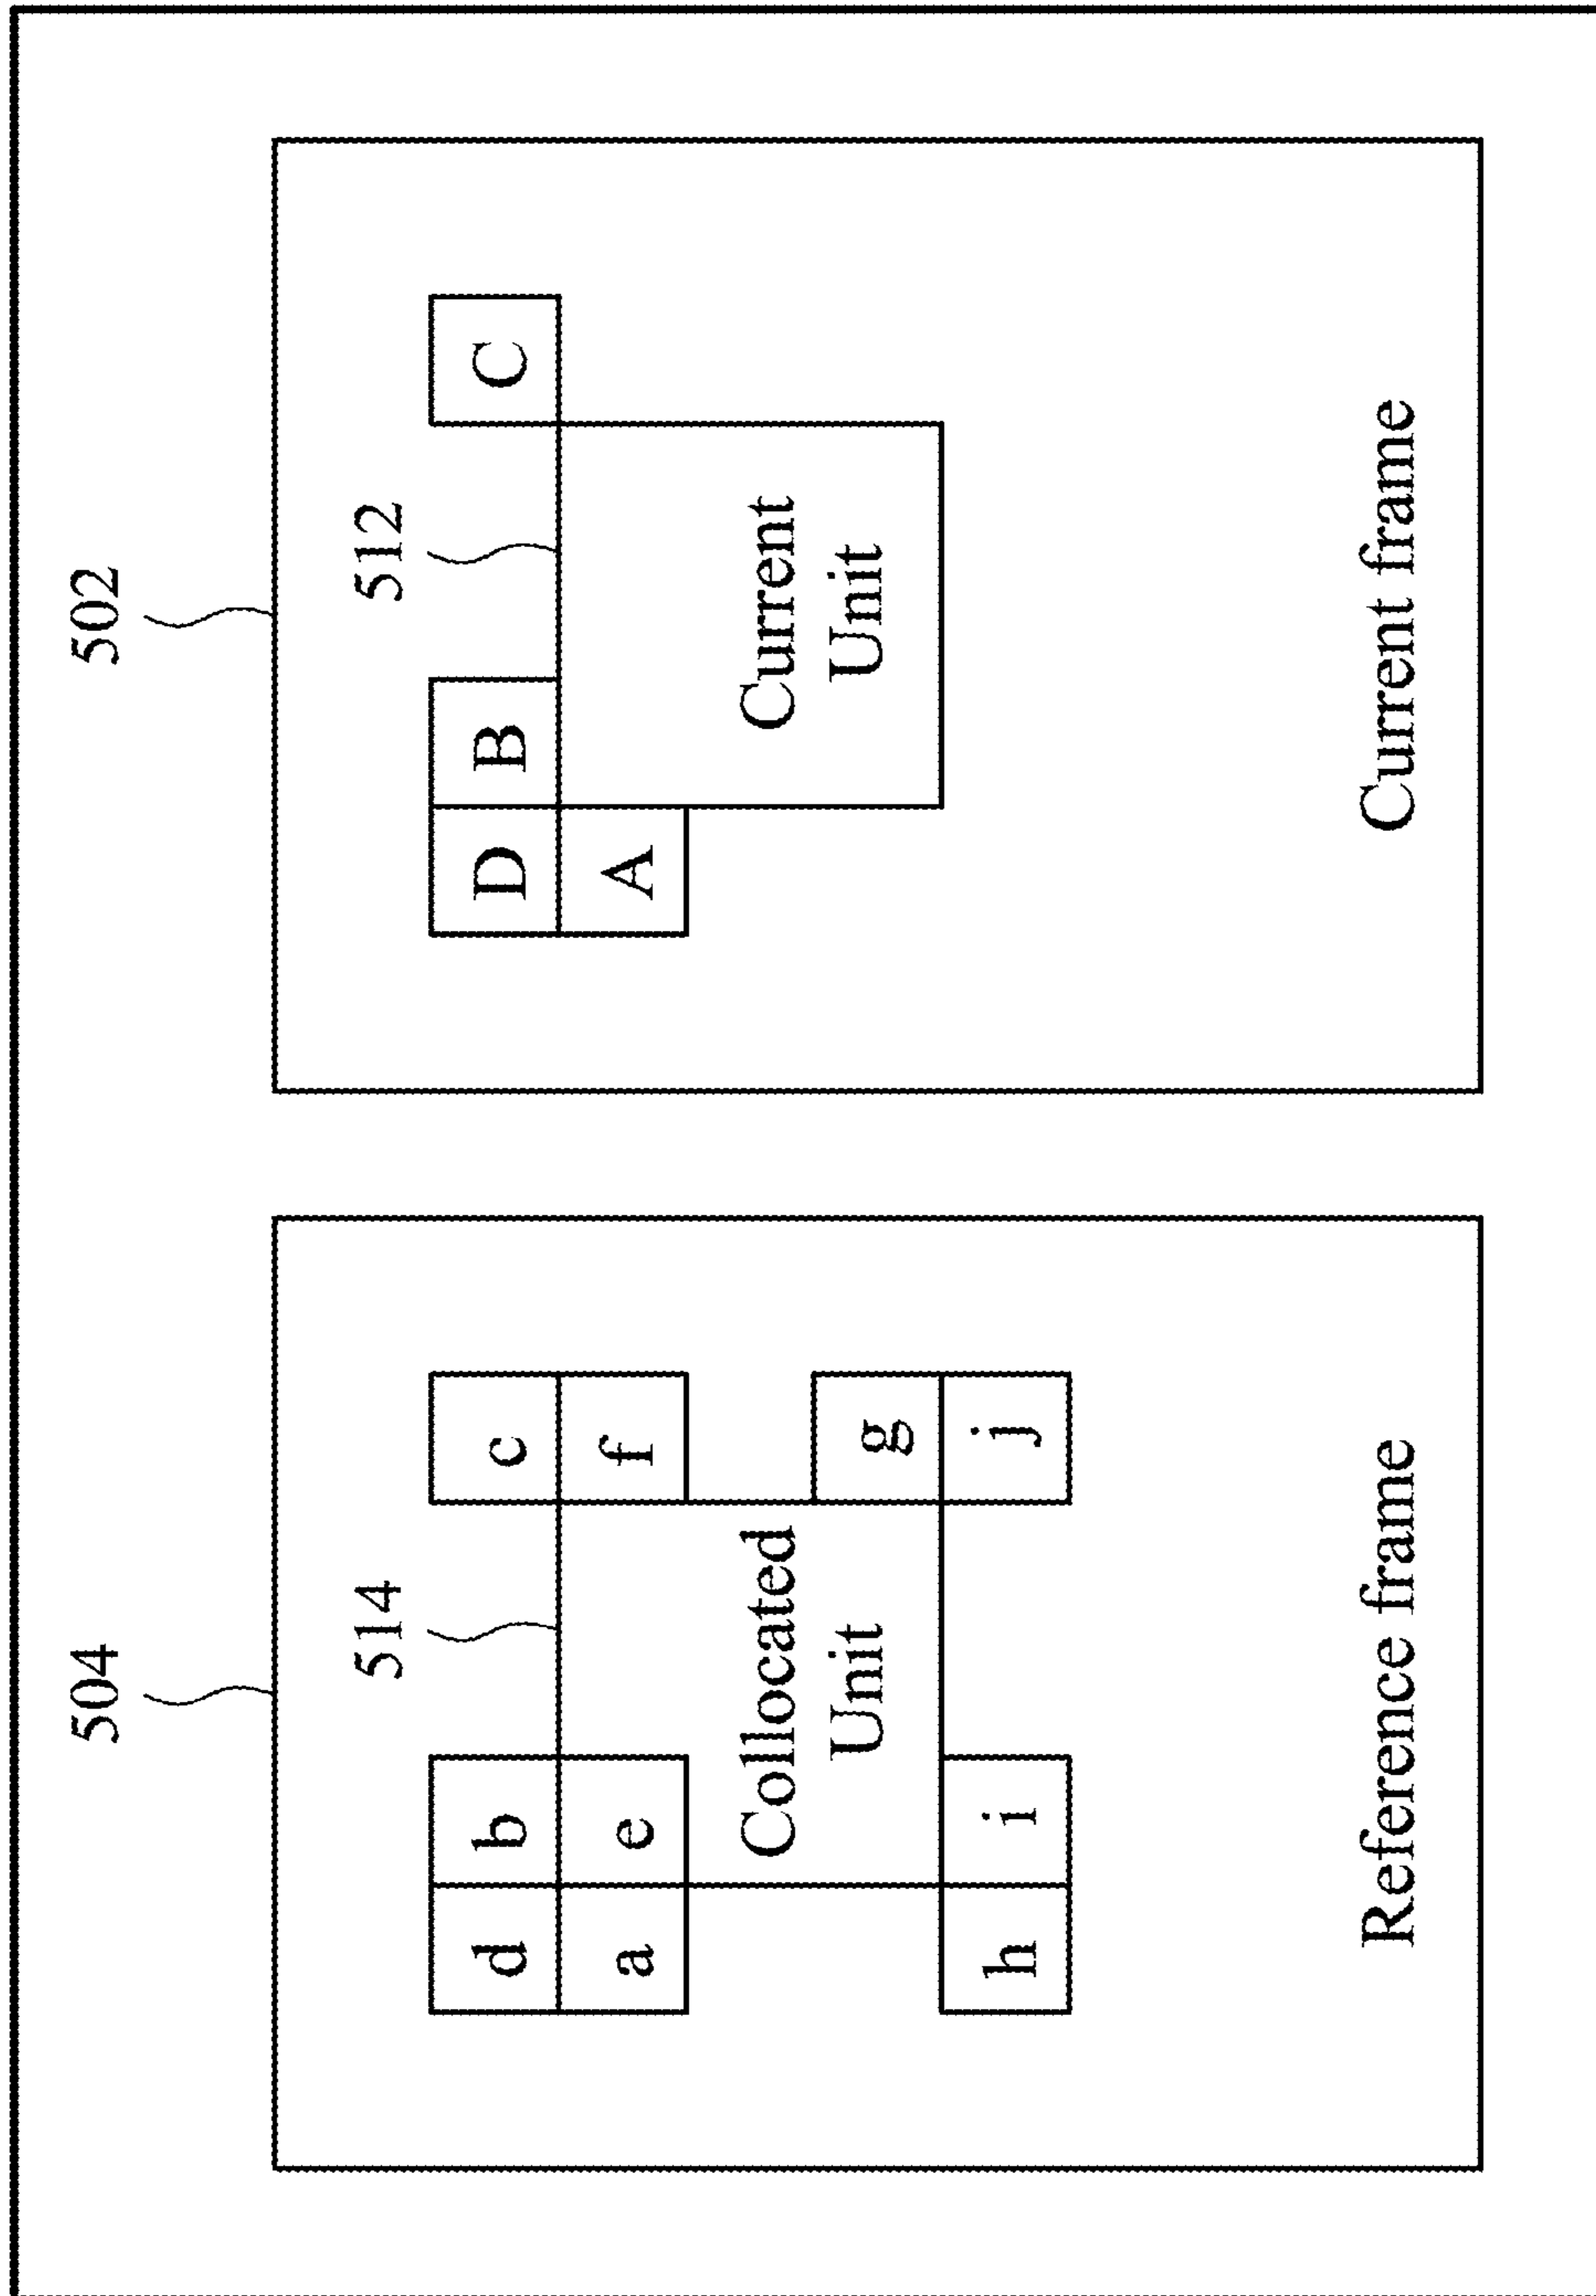 504
514
d b c
a e f
Collocated
Unit
g
h i j
Reference frame
502
512
D B C
A
Current
Unit
Current frame